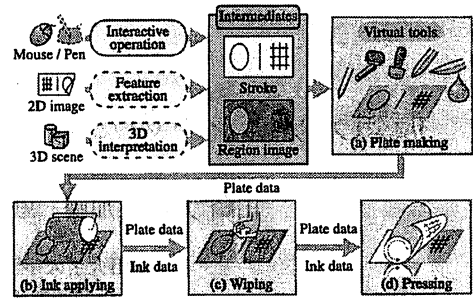 Interactive
operation
Mouse / Pen
Feature
extraction
2D image
3D
interpretation
3D scene
Intermediates
Stroke
Region image
Virtual tools
(a) Plate making
Plate data
(b) Ink applying
Plate data
Ink data
(c) Wiping
Plate data
Ink data
(d) Pressing